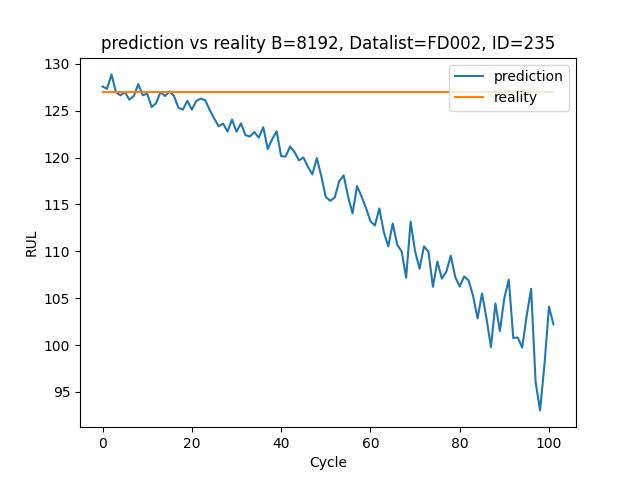 prediction vs reality B=8192, Datalist=FD002, ID=235
prediction
reality
130
125
120
115
110
105
100
95
RUL
0 20 40 60 80 100
Cycle